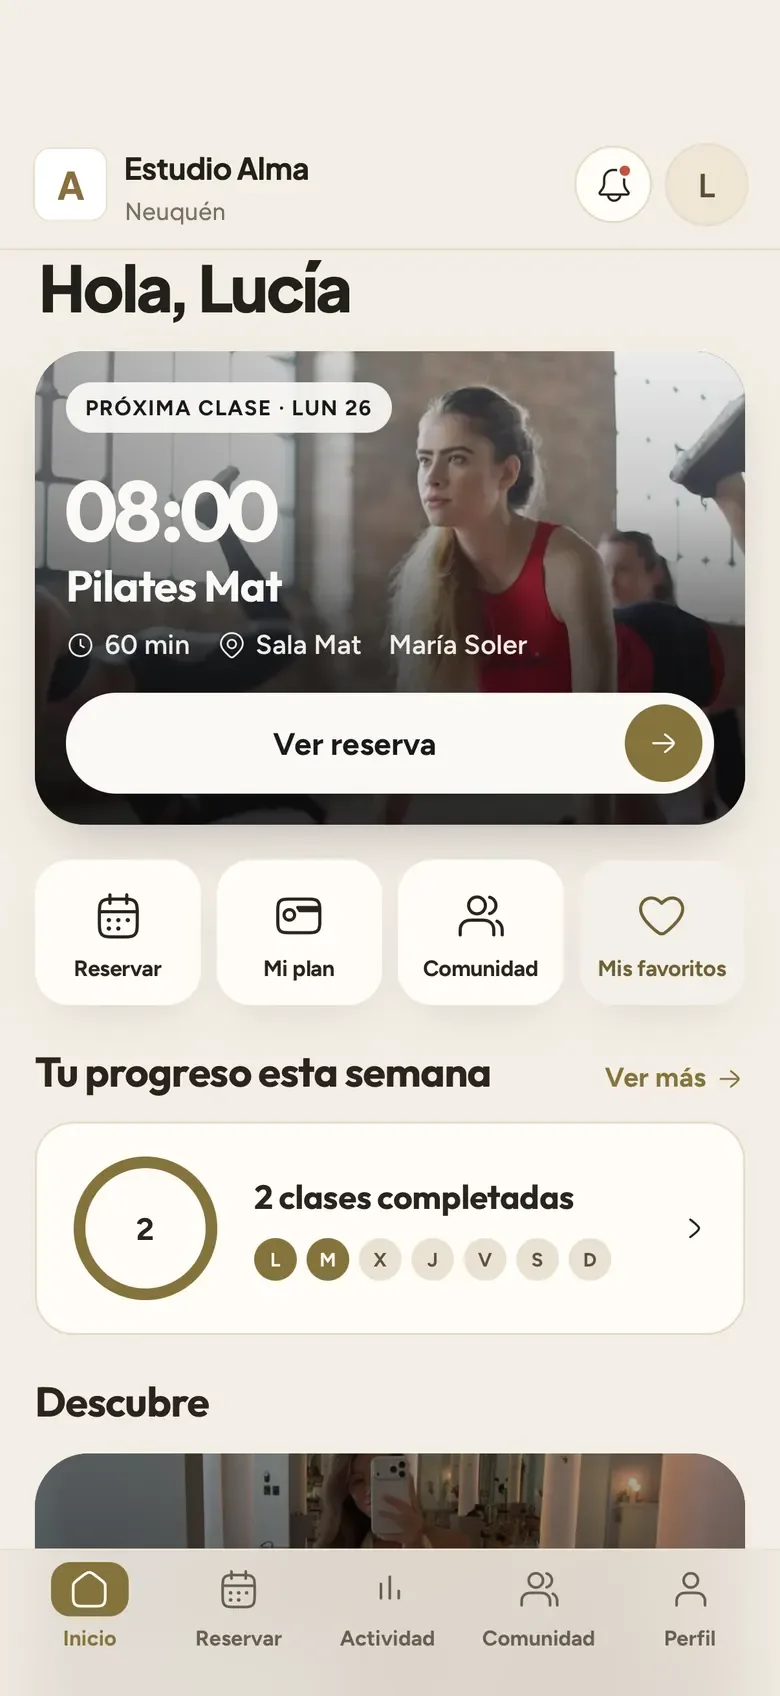 A
Estudio Alma
Neuquén
L
Hola, Lucía
PRÓXIMA CLASE · LUN 26
08:00
Pilates Mat
60 min Sala Mat María Soler
Ver reserva
Reservar Mi plan Comunidad Mis favoritos
Tu progreso esta semana Ver más
2
2 clases completadas
L M X J V S D
Descubre
Inicio Reservar Actividad Comunidad Perfil